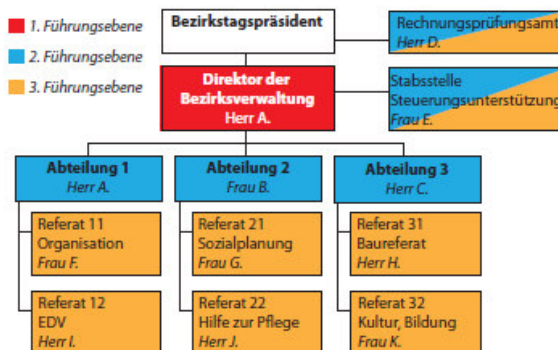 1. Führungsebene
2. Führungsebene
3. Führungsebene
Bezirkstagspräsident
Rechnungsprüfungsamt
Herr D.
Direktor der
Bezirksverwaltung
Herr A.
Stabsstelle
Steuerungsunterstützung
Frau E.
Abteilung 1
Herr A.
Abteilung 2
Frau B.
Abteilung 3
Herr C.
Referat 11
Organisation
Frau F.
Referat 21
Sozialplanung
Frau G.
Referat 31
Baureferat
Herr H.
Referat 12
EDV
Herr I.
Referat 22
Hilfe zur Pflege
Herr J.
Referat 32
Kultur, Bildung
Frau K.